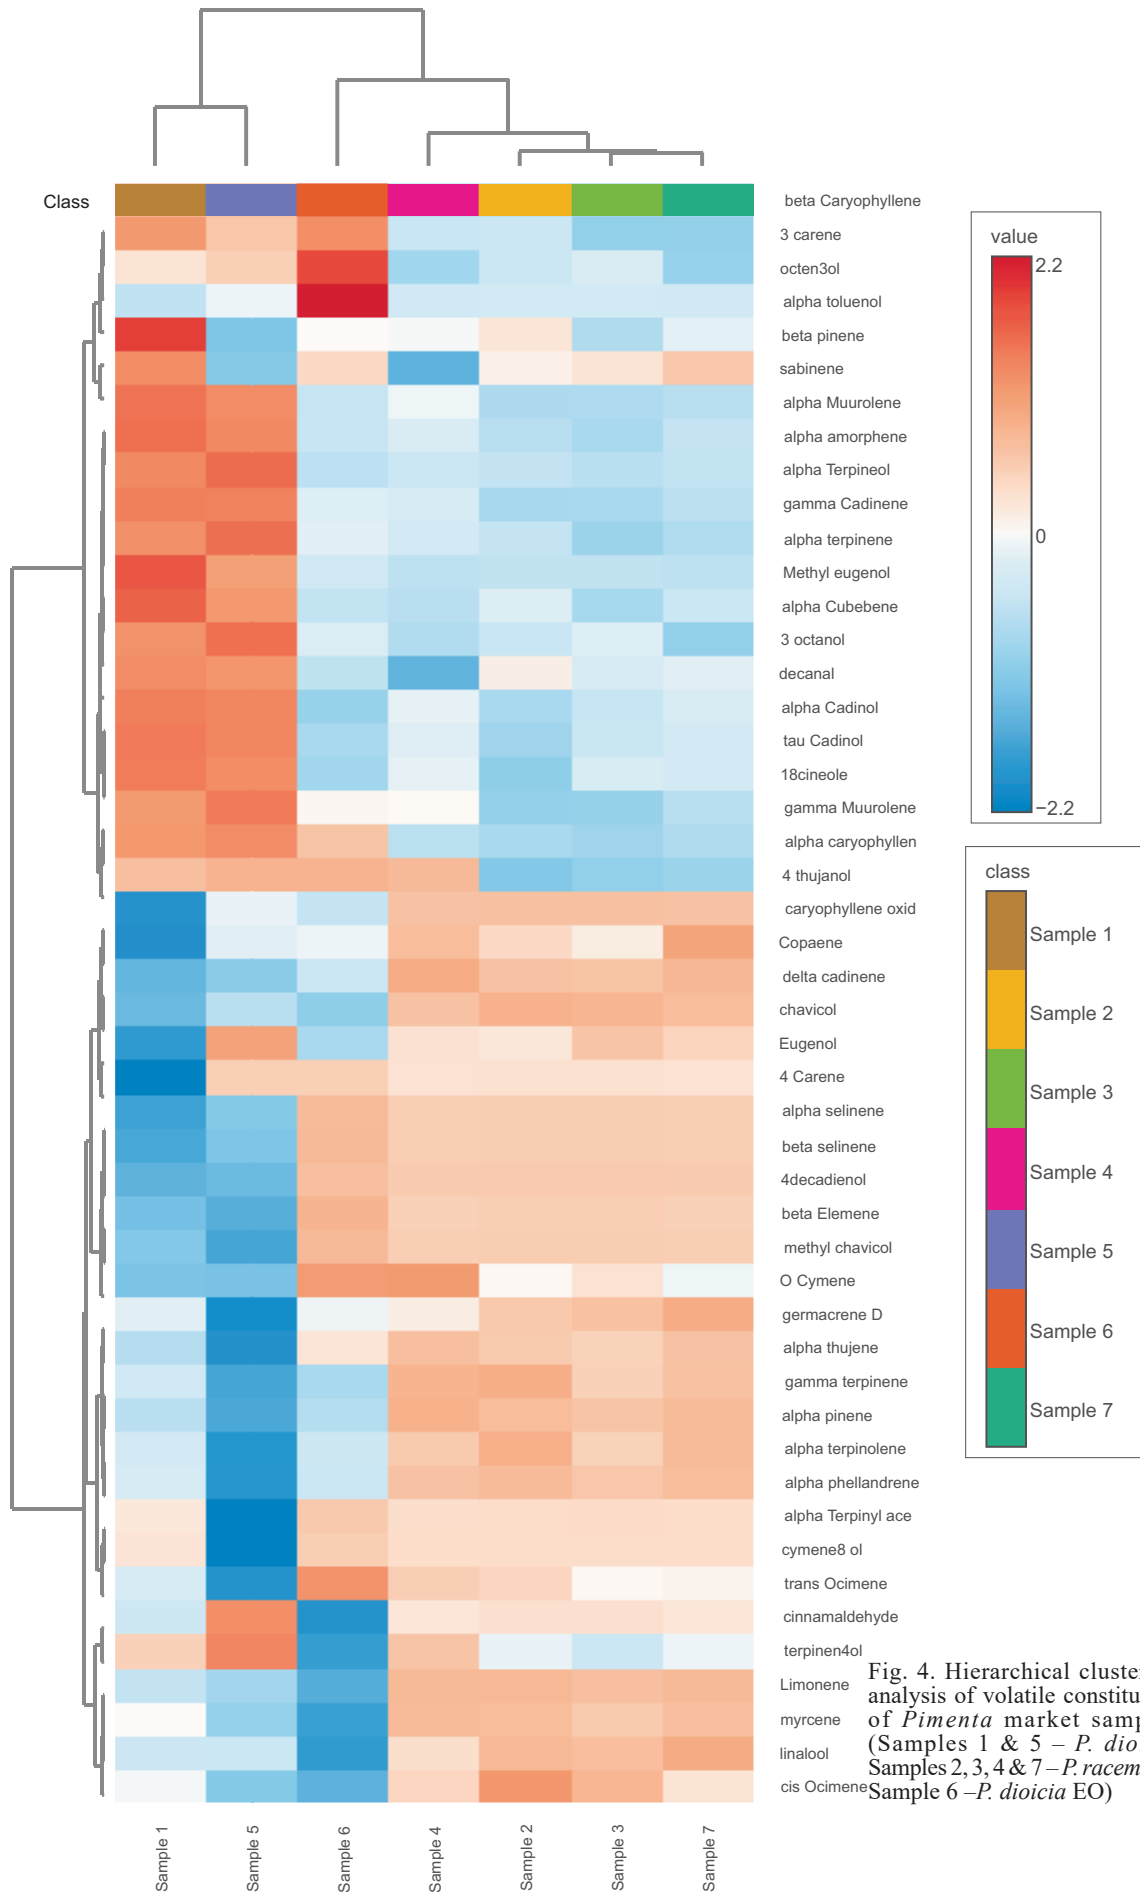 Class
beta Caryophyllene
3 carene
octen3ol
alpha toluenol
beta pinene
sabinene
alpha Muurolene
alpha amorphene
alpha Terpineol
gamma Cadinene
alpha terpinene
Methyl eugenol
alpha Cubebene
3 octanol
decanal
alpha Cadinol
tau Cadinol
18cineole
gamma Muurolene
alpha caryophyllen
4 thujanol
caryophyllene oxid
Copaene
delta cadinene
chavicol
Eugenol
4 Carene
alpha selinene
beta selinene
4decadienol
beta Elemene
methyl chavicol
O Cymene
germacrene D
alpha thujene
gamma terpinene
alpha pinene
alpha terpinolene
alpha phellandrene
alpha Terpinyl ace
cymene8 ol
trans Ocimene
cinnamaldehyde
terpinen4ol
Limonene
myrcene
linalool
cis Ocimene
value
2.2
0
−2.2
class
Sample 1
Sample 2
Sample 3
Sample 4
Sample 5
Sample 6
Sample 7
Sample 1
Sample 5
Sample 6
Sample 4
Sample 2
Sample 3
Sample 7
Fig. 4. Hierarchical cluster
analysis of volatile constitu
of Pimenta market samp
(Samples 1 & 5 – P. dio
Samples 2, 3, 4 & 7 – P. racem
Sample 6 –P. dioicia EO)